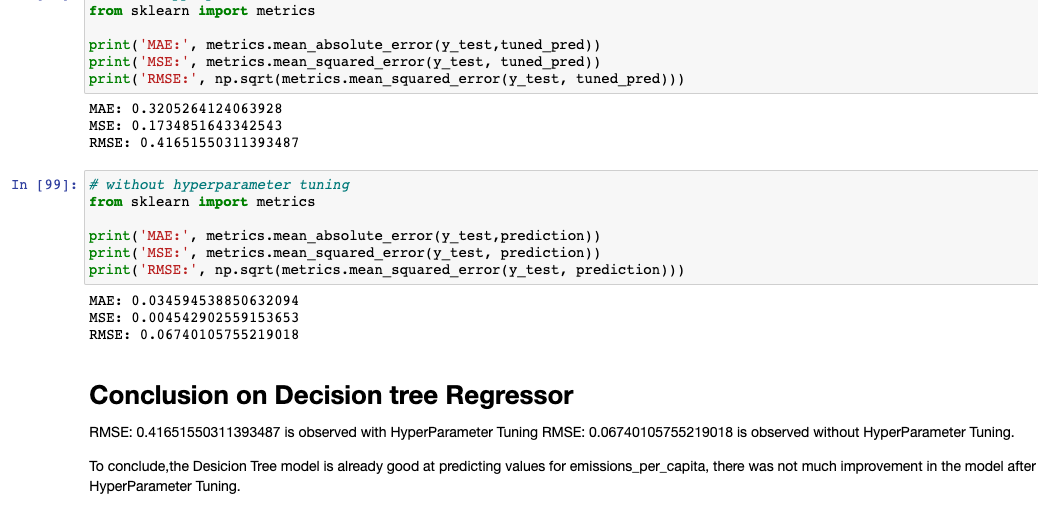 from sklearn import metrics
print('MAE:', metrics.mean_absolute_error(y_test,tuned_pred))
print('MSE:', metrics.mean_squared_error(y_test, tuned_pred))
print('RMSE:', np.sqrt(metrics.mean_squared_error(y_test, tuned_pred)))
MAE: 0.3205264124063928
MSE: 0.1734851643342543
RMSE: 0.41651550311393487
In [99]: # without hyperparameter tuning
from sklearn import metrics
print('MAE:', metrics.mean_absolute_error(y_test,prediction))
print('MSE:', metrics.mean_squared_error(y_test, prediction))
print('RMSE:', np.sqrt(metrics.mean_squared_error(y_test, prediction)))
MAE: 0.034594538850632094
MSE: 0.004542902559153653
RMSE: 0.06740105755219018
Conclusion on Decision tree Regressor
RMSE: 0.41651550311393487 is observed with HyperParameter Tuning RMSE: 0.06740105755219018 is observed without HyperParameter Tuning.
To conclude,the Desicion Tree model is already good at predicting values for emissions_per_capita, there was not much improvement in the model after
HyperParameter Tuning.